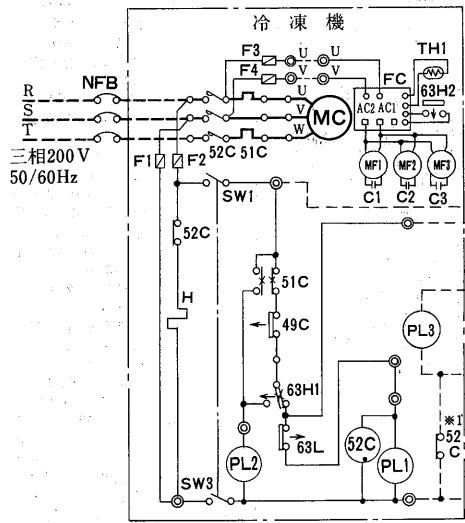 冷凍機
F3 U U
F4 V V
TH1
FC
63H2
AC2 AC1
R NFB U
S V MC
T W
三相200V
50/60Hz
F1 F2 52C 51C
MF1 MF2 MF3
C1 C2 C3
SW1
52C
51C
H
49C
PL3
63H1
※1
52
C
PL2 63L 52C PL1
SW3